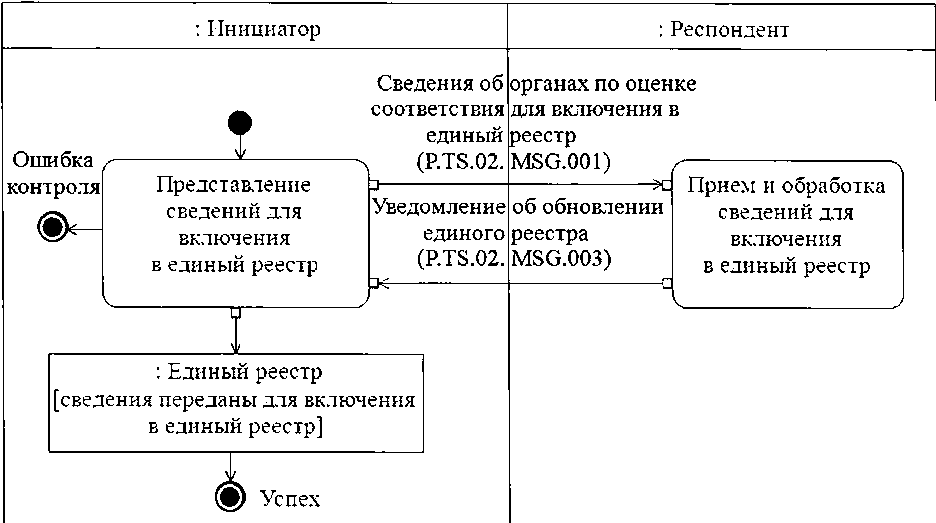 : Инициатор
: Респондент
Сведения об органах по оценке
соответствия для включения в
единый реестр
(P.TS.02. MSG.001)
Ошибка
контроля
Представление
сведений для
включения
в единый реестр
Уведомление об обновлении
единого реестра
(P.TS.02. MSG.003)
Прием и обработка
сведений для
включения
в единый реестр
: Единый реестр
[сведения переданы для включения
в единый реестр]
Успех